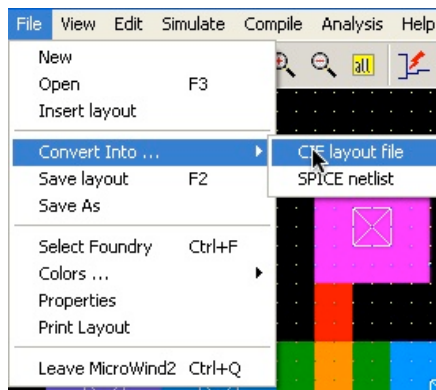 File View Edit Simulate Compile Analysis Help
New
all
Open F3
Insert layout
Convert Into ... CIF layout file
Save layout F2 SPICE netlist
Save As
Select Foundry Ctrl+F
Colors ...
Properties
Print Layout
Leave MicroWind2 Ctrl+Q